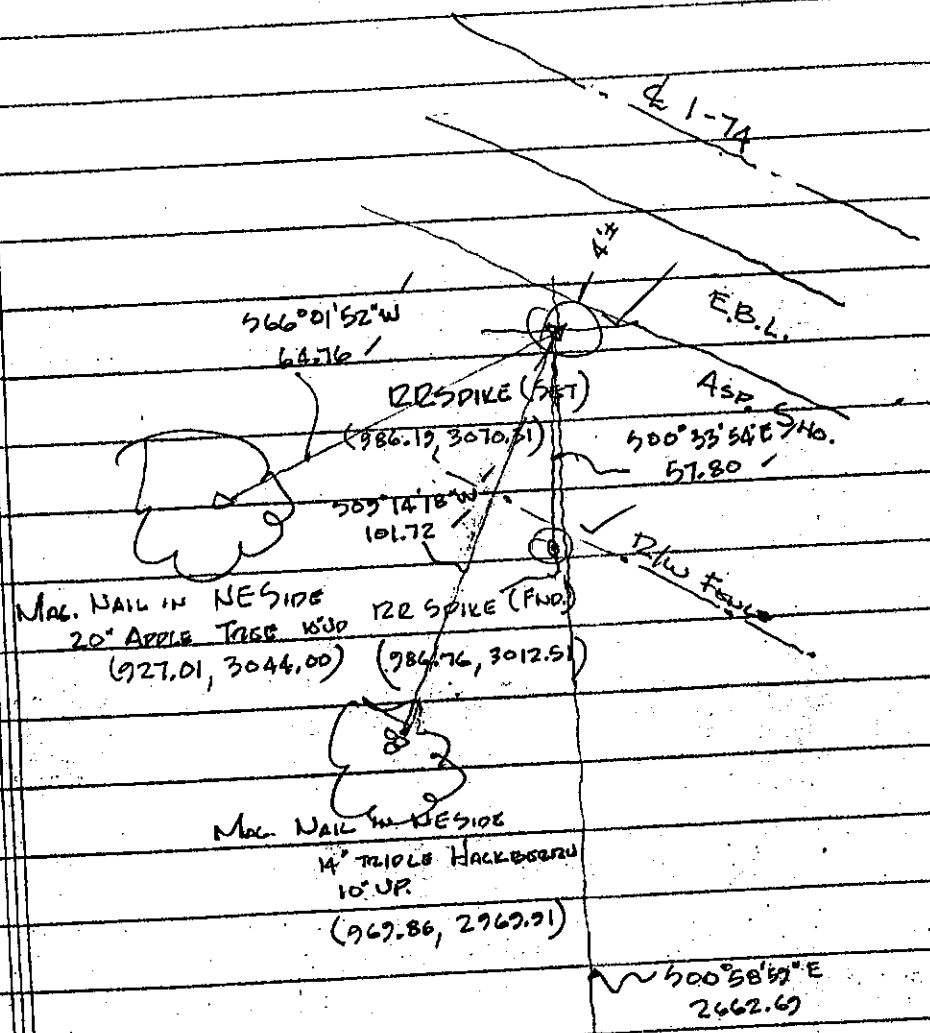 ℄ I-74
4'±
E.B.L.
Asp. Sho.
S66°01'52"W
64.76
RR SPIKE (SET)
(986.19, 3070.31)
S00°33'54"E
57.80
S09°14'18"W
101.72
R/W Fence
RR SPIKE (FND.)
(986.76, 3012.51)
MAG. NAIL IN NE SIDE
20" APPLE TREE UP
(927.01, 3044.00)
MAG. NAIL IN NE SIDE
14" TRIPLE HACKBERRY
10" UP.
(969.86, 2969.91)
S00°58'59"E
2662.69